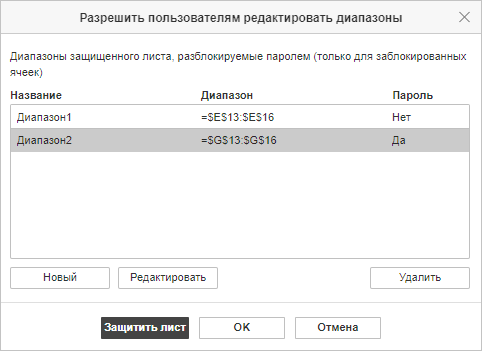 Разрешить пользователям редактировать диапазоны
Диапазоны защищенного листа, разблокируемые паролем (только для заблокированных
ячеек)
Название Диапазон Пароль
Диапазон1 =$E$13:$E$16 Нет
Диапазон2 =$G$13:$G$16 Да
Новый Редактировать Удалить
Защитить лист OK Отмена